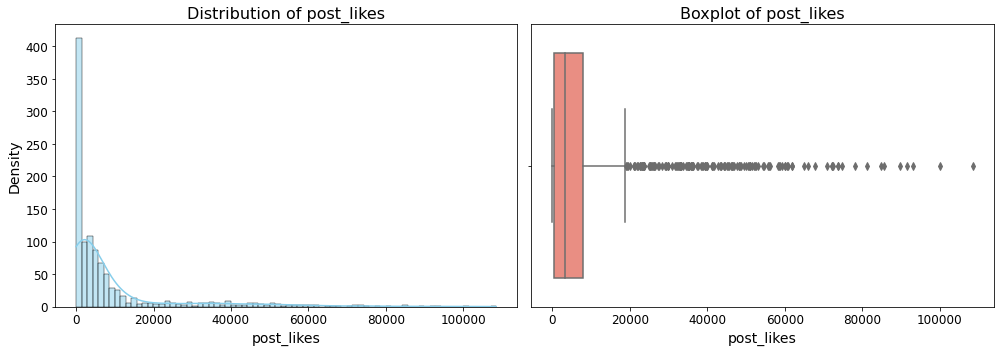 Distribution of post_likes
Density
400
350
300
250
200
150
100
50
0
0 20000 40000 60000 80000 100000
post_likes
Boxplot of post_likes
0 20000 40000 60000 80000 100000
post_likes